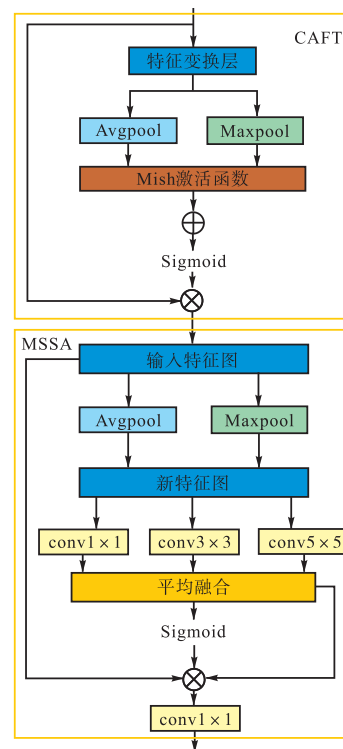 CAFT
特征变换层
Avgpool
Maxpool
Mish激活函数
Sigmoid
MSSA
输入特征图
Avgpool
Maxpool
新特征图
conv1×1
conv3×3
conv5×5
平均融合
Sigmoid
conv1×1